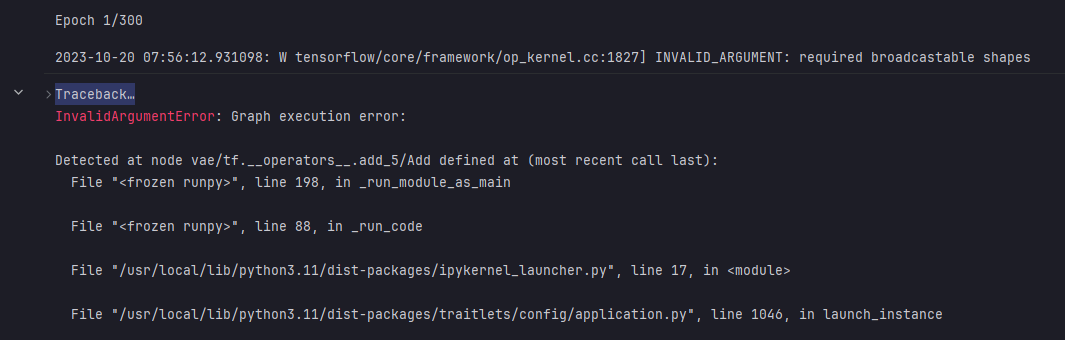 Epoch 1/300
2023-10-20 07:56:12.931098: W tensorflow/core/framework/op_kernel.cc:1827] INVALID_ARGUMENT: required broadcastable shapes
Traceback…
InvalidArgumentError: Graph execution error:
Detected at node vae/tf.__operators__.add_5/Add defined at (most recent call last):
File "<frozen runpy>", line 198, in _run_module_as_main
File "<frozen runpy>", line 88, in _run_code
File "/usr/local/lib/python3.11/dist-packages/ipykernel_launcher.py", line 17, in <module>
File "/usr/local/lib/python3.11/dist-packages/traitlets/config/application.py", line 1046, in launch_instance